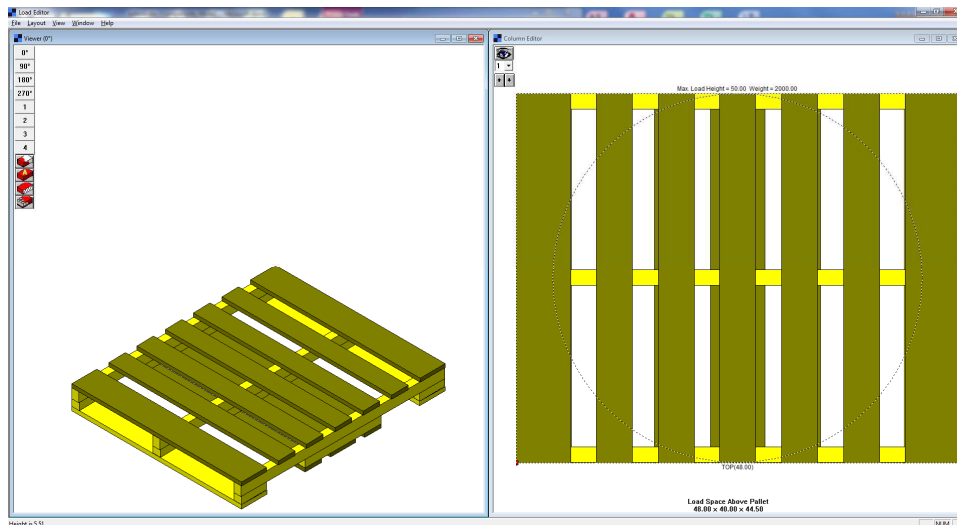 Load Editor
File Layout View Window Help
Viewer (0°)
0°
90°
180°
270°
1
2
3
4
Column Editor
1
Max. Load Height = 50.00 Weight = 2000.00
TOP(48.00)
Load Space Above Pallet
48.00 x 40.00 x 44.50
Height is 5.51
NUM